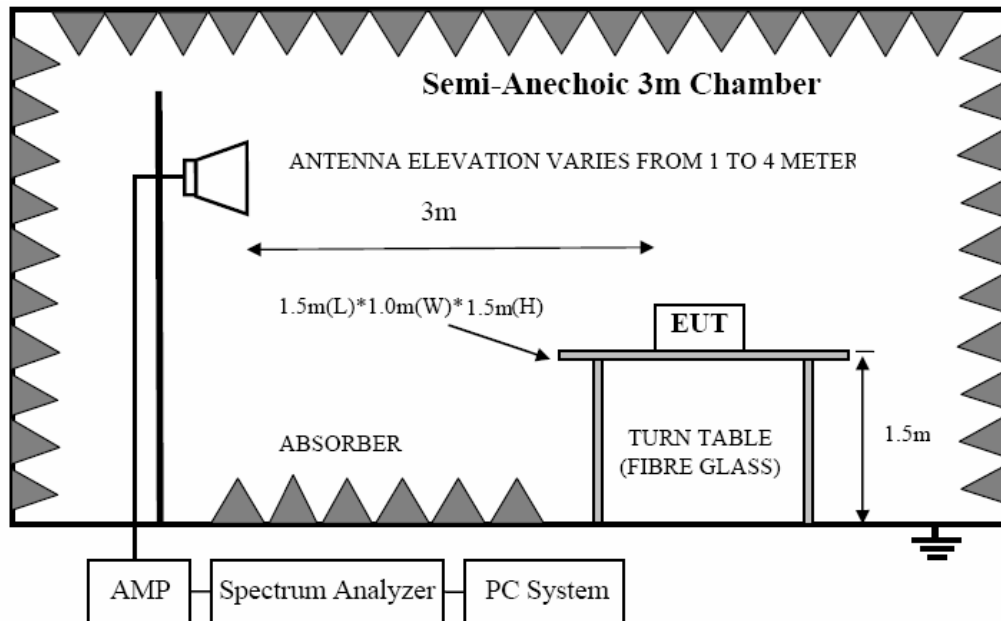 Semi-Anechoic 3m Chamber
ANTENNA ELEVATION VARIES FROM 1 TO 4 METER
3m
1.5m(L)*1.0m(W)*1.5m(H)
EUT
ABSORBER
TURN TABLE
(FIBRE GLASS)
1.5m
AMP
Spectrum Analyzer
PC System